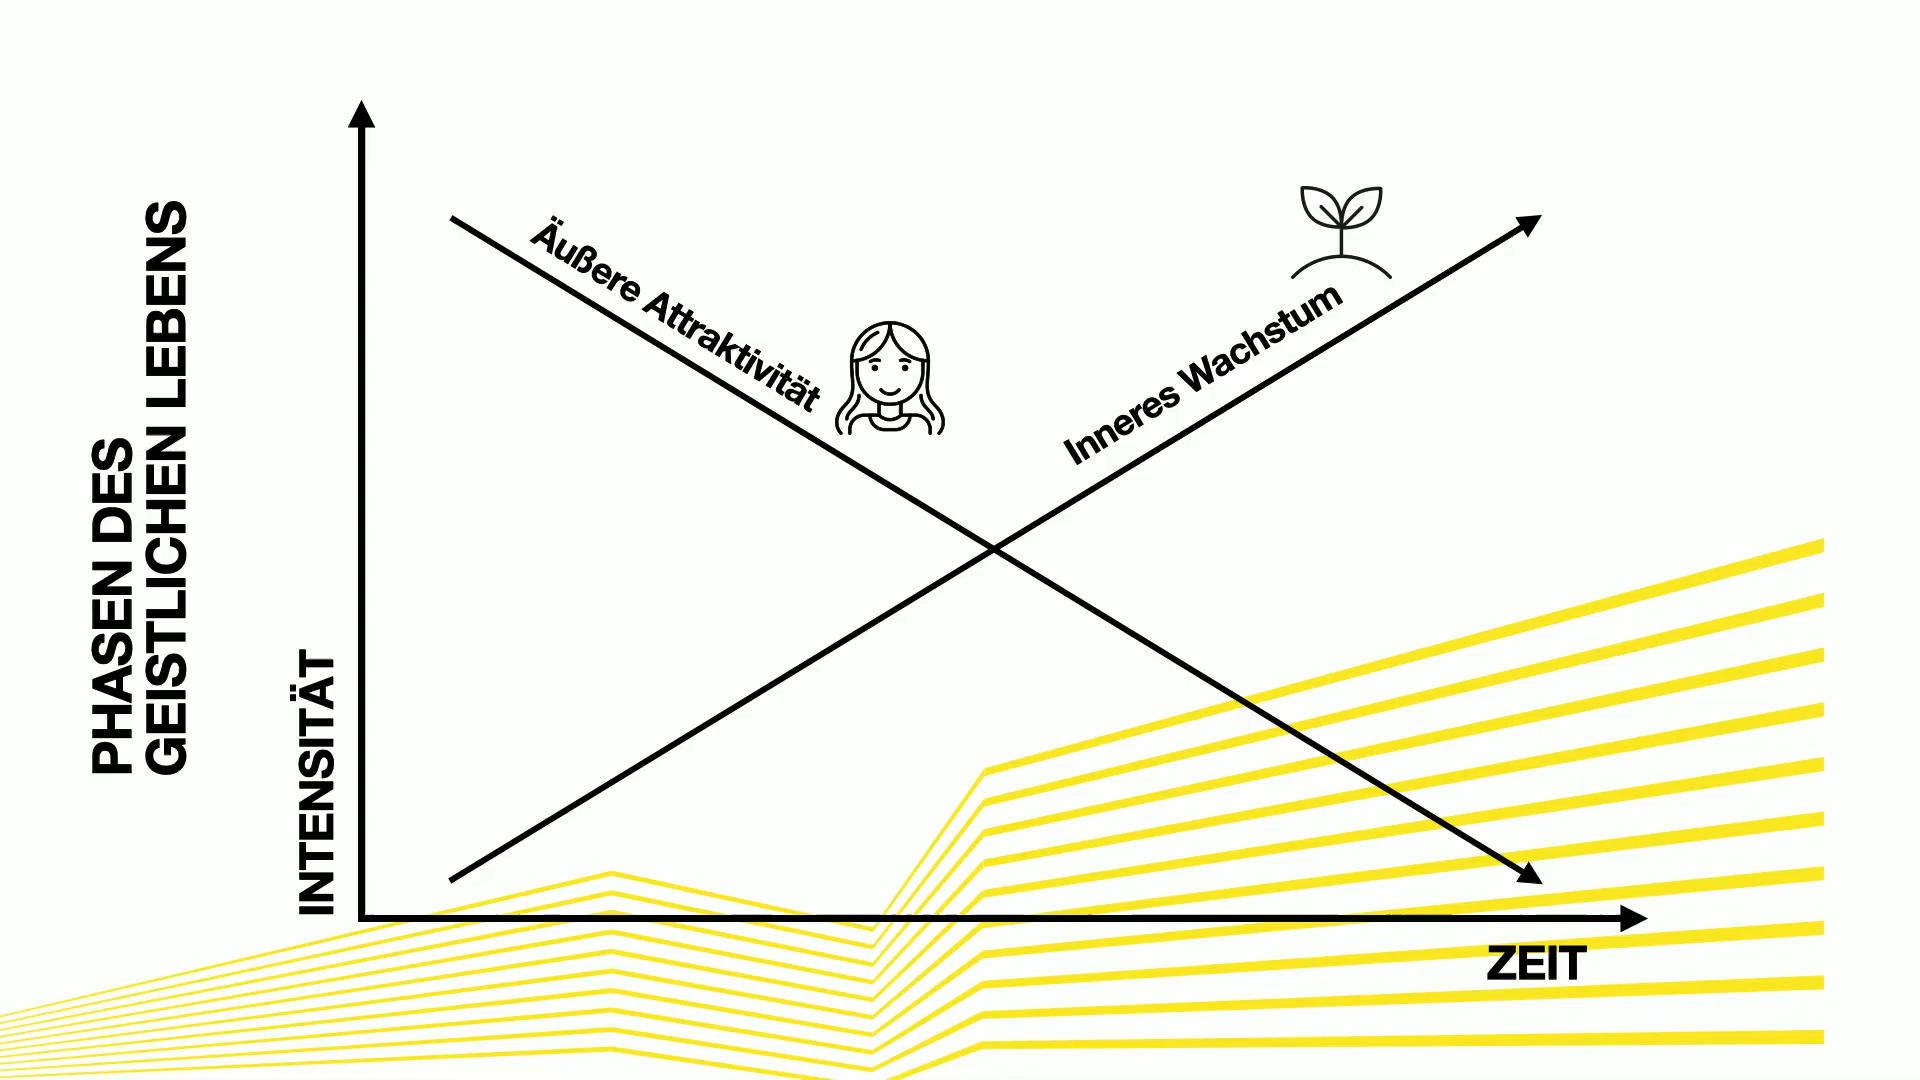 PHASEN DES
GEISTLICHEN LEBENS
INTENSITÄT
Äußere Attraktivität
Inneres Wachstum
ZEIT